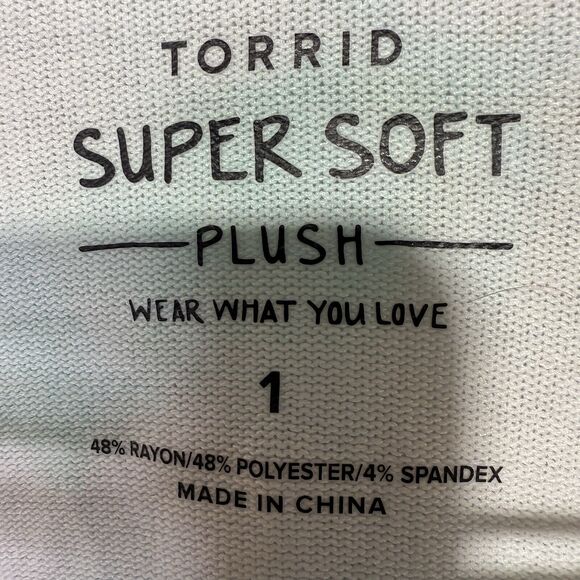 TORRID
SUPER SOFT
PLUSH
WEAR WHAT YOU LOVE
1
48% RAYON/48% POLYESTER/4% SPANDEX
MADE IN CHINA